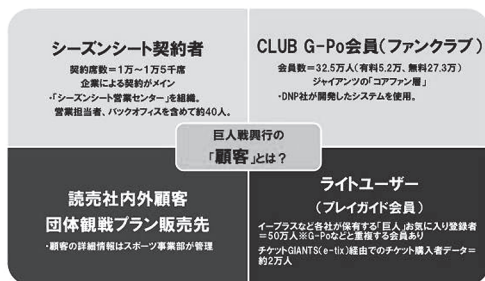 シーズンシート契約者
契約席数=1万~1万5千席
企業による契約がメイン
・「シーズンシート営業センター」を組織。
営業担当者、バックオフィスを含めて約40人。
CLUB G-Po会員(ファンクラブ)
会員数=32.5万人(有料5.2万、無料27.3万)
ジャイアンツの「コアファン層」
・DNP社が開発したシステムを使用。
巨人戦興行の
「顧客」とは?
読売社内外顧客
団体観戦プラン販売先
・顧客の詳細情報はスポーツ事業部が管理
ライトユーザー
(プレイガイド会員)
イープラスなど各社が保有する「巨人」お気に入り登録者
=50万人※G-Poなどと重複する会員あり
チケットGIANTS(e-tix)経由でのチケット購入者データ=
約2万人